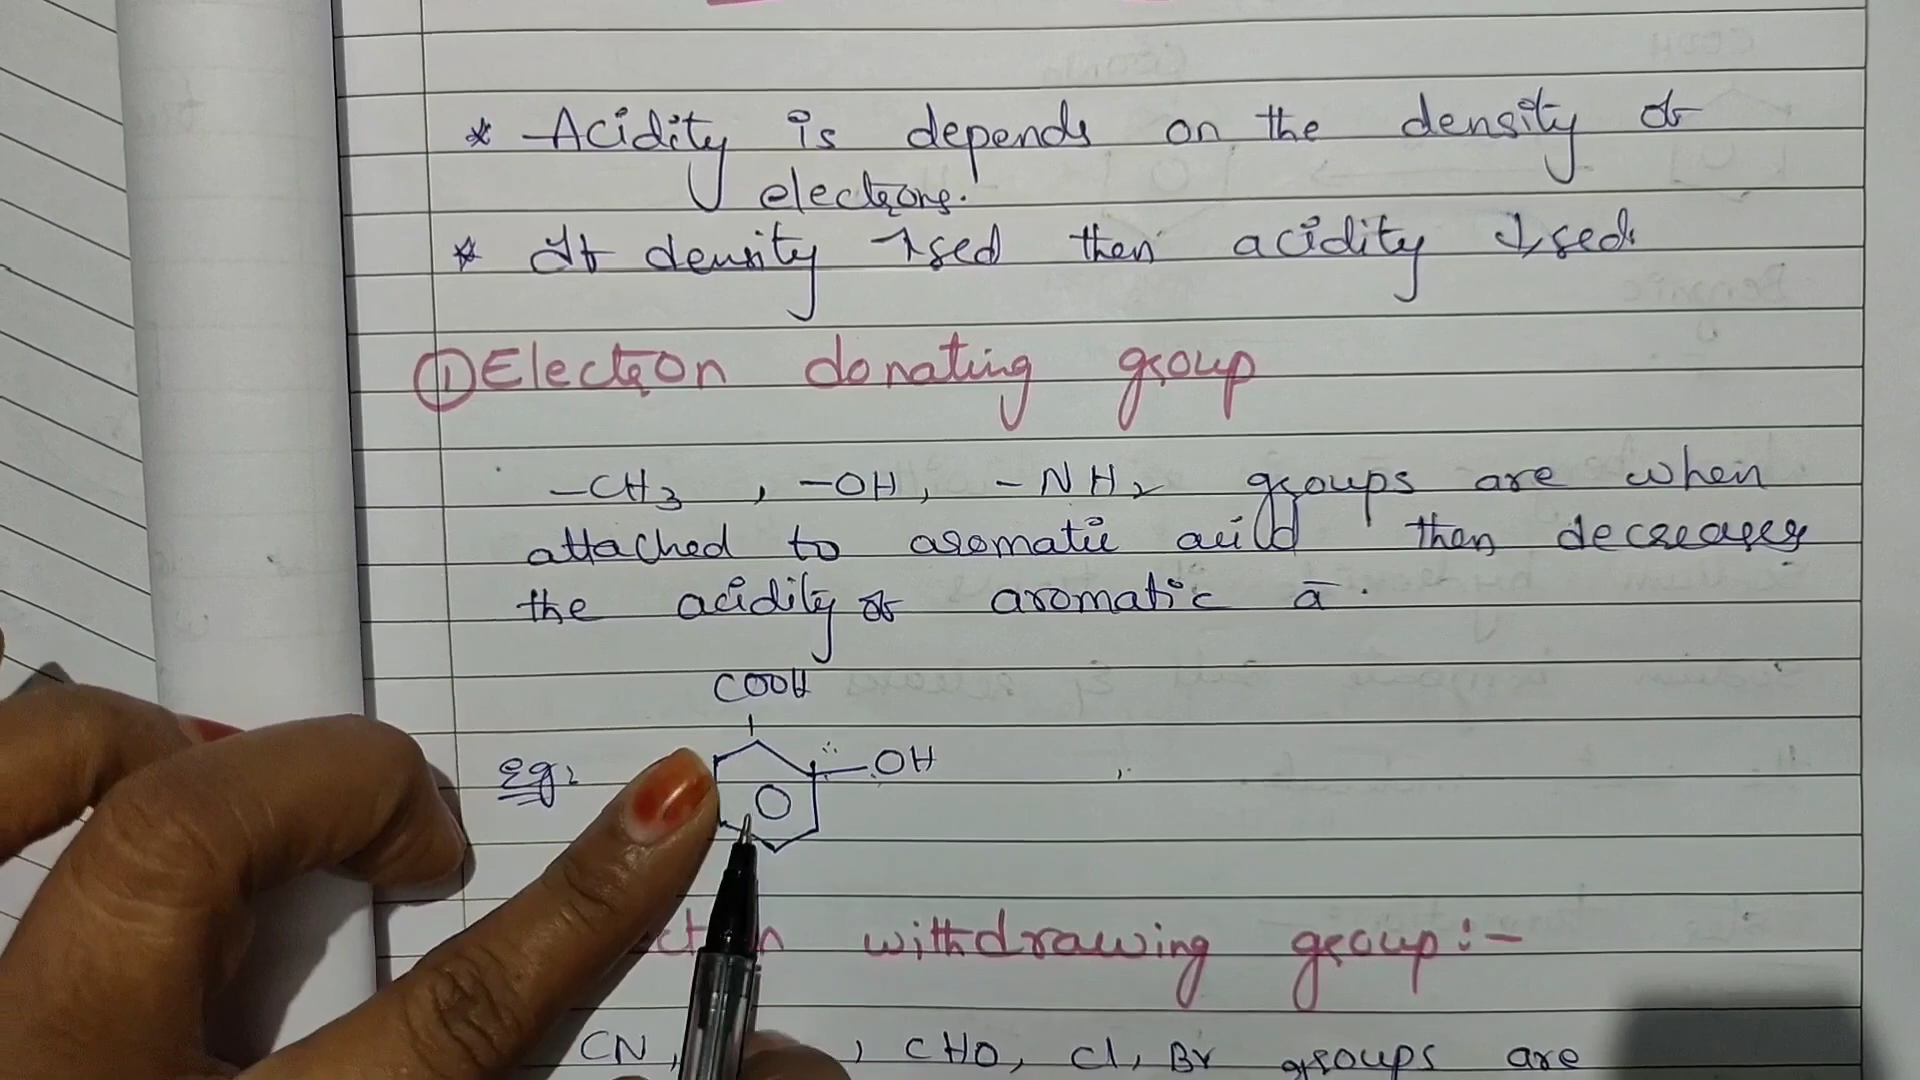 * Acidity is depends on the density of
electrons.
* If density ↑sed then acidity ↓sed.
① Electron donating group
-CH3, -OH, -NH2 groups are when
attached to aromatic acid then decreases
the acidity of aromatic a̅.
COOH
Eg:
OH
withdrawing group:-
CN, , CHO, Cl, Br groups are